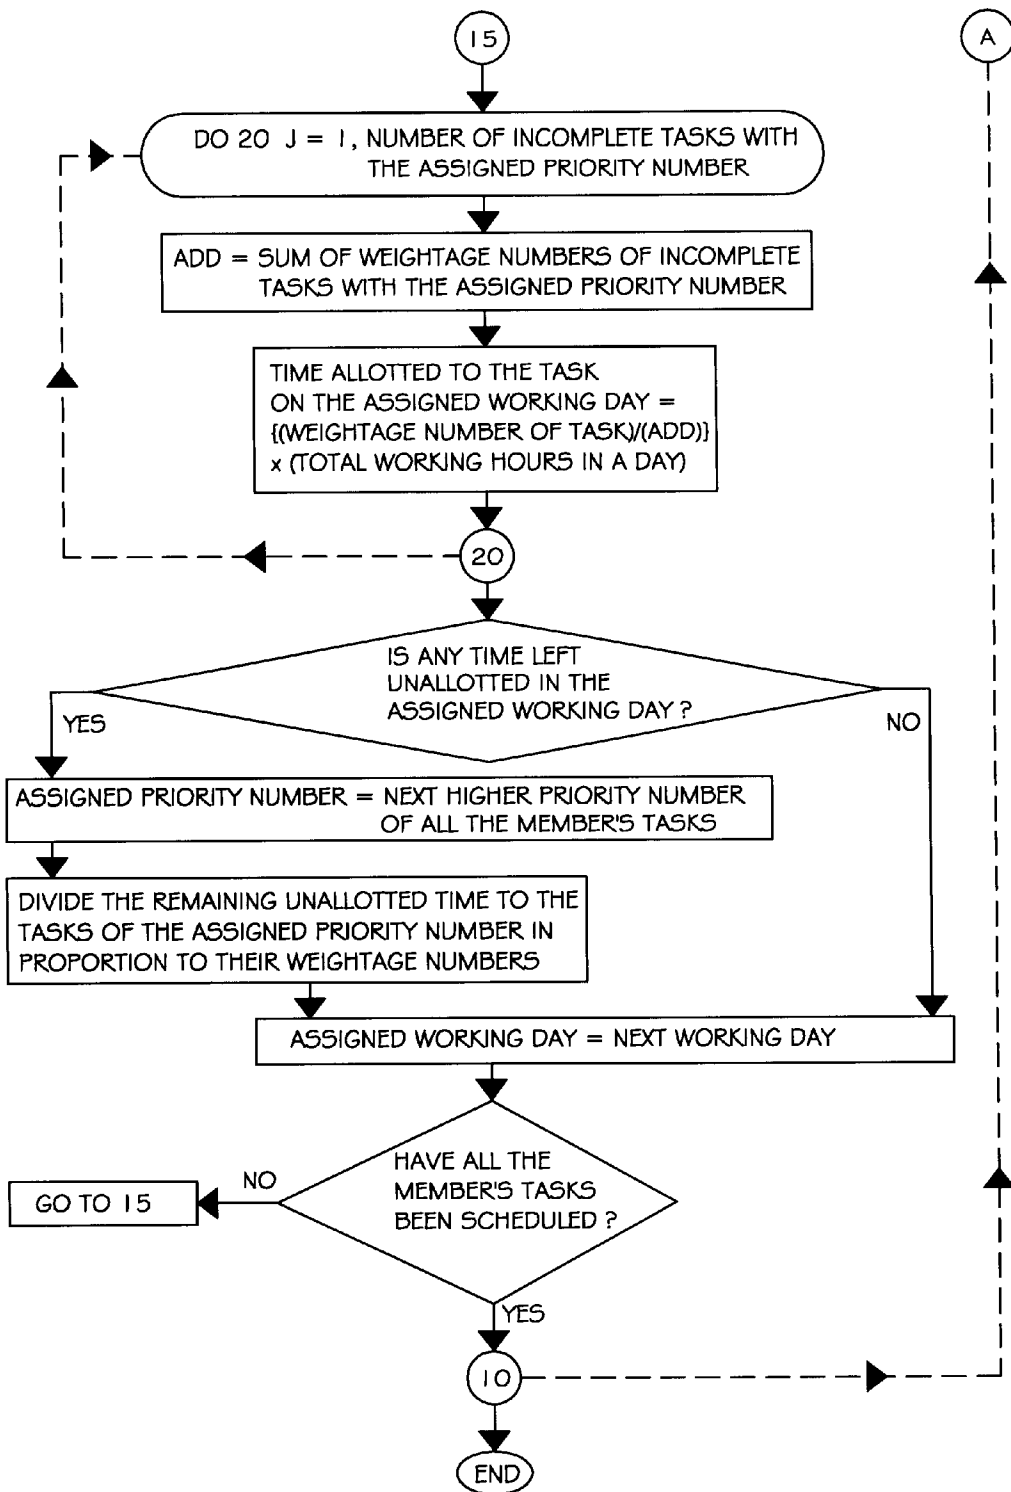 15
A
DO 20 J = 1, NUMBER OF INCOMPLETE TASKS WITH
THE ASSIGNED PRIORITY NUMBER
ADD = SUM OF WEIGHTAGE NUMBERS OF INCOMPLETE
TASKS WITH THE ASSIGNED PRIORITY NUMBER
TIME ALLOTTED TO THE TASK
ON THE ASSIGNED WORKING DAY =
{(WEIGHTAGE NUMBER OF TASK)/(ADD)}
x (TOTAL WORKING HOURS IN A DAY)
20
IS ANY TIME LEFT
UNALLOTTED IN THE
ASSIGNED WORKING DAY ?
YES
NO
ASSIGNED PRIORITY NUMBER = NEXT HIGHER PRIORITY NUMBER
OF ALL THE MEMBER'S TASKS
DIVIDE THE REMAINING UNALLOTTED TIME TO THE
TASKS OF THE ASSIGNED PRIORITY NUMBER IN
PROPORTION TO THEIR WEIGHTAGE NUMBERS
ASSIGNED WORKING DAY = NEXT WORKING DAY
HAVE ALL THE
MEMBER'S TASKS
BEEN SCHEDULED ?
NO
GO TO 15
YES
10
END